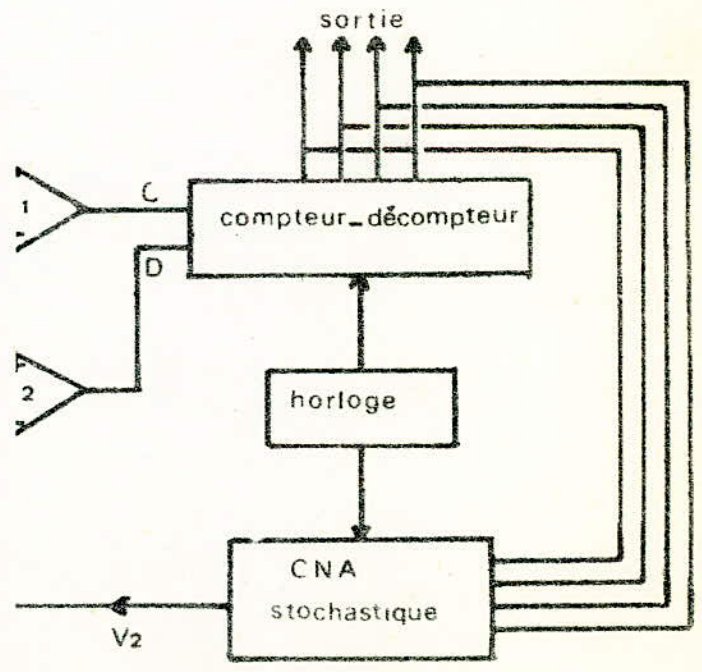 sortie
1
C
compteur_décompteur
D
2
horloge
CNA
stochastique
V2